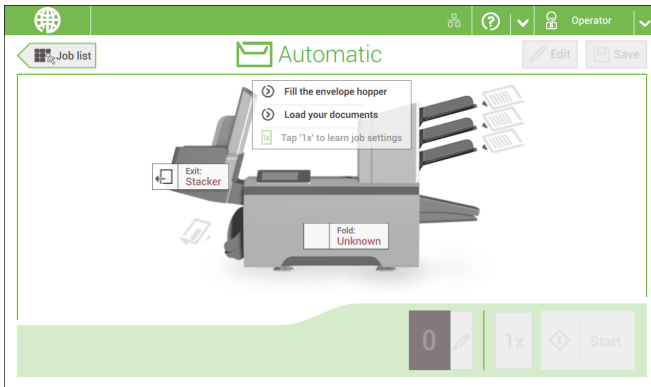 Operator
Job list
Automatic
Edit
Save
Fill the envelope hopper
Load your documents
1x
Tap '1x' to learn job settings
Exit:
Stacker
Fold:
Unknown
0
1x
Start